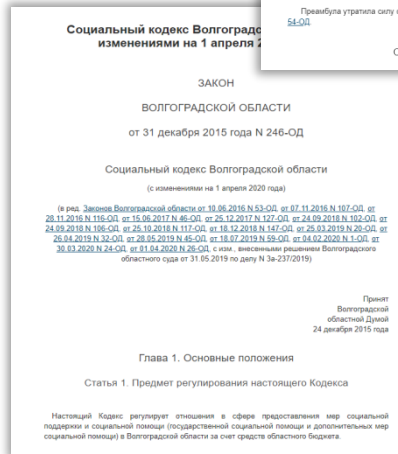 Преамбула утратила силу
54-ОД
Социальный кодекс Волгоградс
изменениями на 1 апреля 2
ЗАКОН
ВОЛГОГРАДСКОЙ ОБЛАСТИ
от 31 декабря 2015 года N 246-ОД
Социальный кодекс Волгоградской области
(с изменениями на 1 апреля 2020 года)
(в ред. Законов Волгоградской области от 10.06.2016 N 53-ОД, от 07.11.2016 N 107-ОД, от
28.11.2016 N 116-ОД, от 15.06.2017 N 46-ОД, от 25.12.2017 N 127-ОД, от 24.09.2018 N 102-ОД, от
24.09.2018 N 106-ОД, от 25.10.2018 N 117-ОД, от 18.12.2018 N 147-ОД, от 25.03.2019 N 20-ОД, от
26.04.2019 N 32-ОД, от 28.05.2019 N 45-ОД, от 18.07.2019 N 59-ОД, от 04.02.2020 N 1-ОД, от
30.03.2020 N 24-ОД, от 01.04.2020 N 26-ОД, с изм., внесенными решением Волгоградского
областного суда от 31.05.2019 по делу N 3а-237/2019)
Принят
Волгоградской
областной Думой
24 декабря 2015 года
Глава 1. Основные положения
Статья 1. Предмет регулирования настоящего Кодекса
Настоящий Кодекс регулирует отношения в сфере предоставления мер социальной
поддержки и социальной помощи (государственной социальной помощи и дополнительных мер
социальной помощи) в Волгоградской области за счет средств областного бюджета.